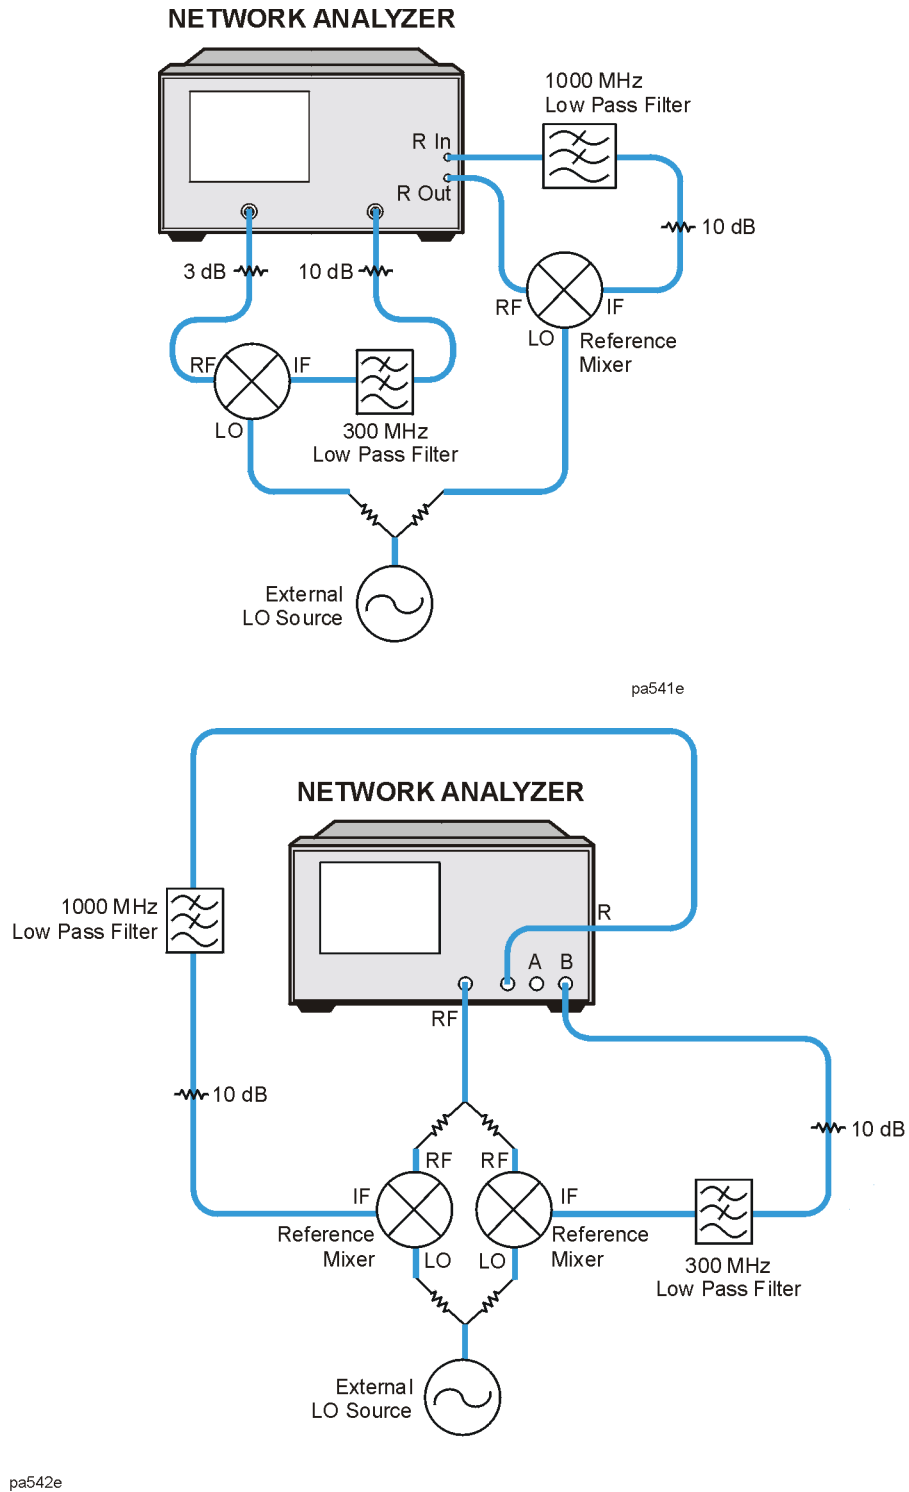 NETWORK ANALYZER
1000 MHz
Low Pass Filter
R In
R Out
10 dB
3 dB
10 dB
RF
IF
LO
Reference
Mixer
RF
IF
LO
300 MHz
Low Pass Filter
External
LO Source
pa541e
NETWORK ANALYZER
1000 MHz
Low Pass Filter
R
A
B
RF
10 dB
10 dB
RF
RF
IF
IF
Reference
Mixer
Reference
Mixer
LO
LO
300 MHz
Low Pass Filter
External
LO Source
pa542e